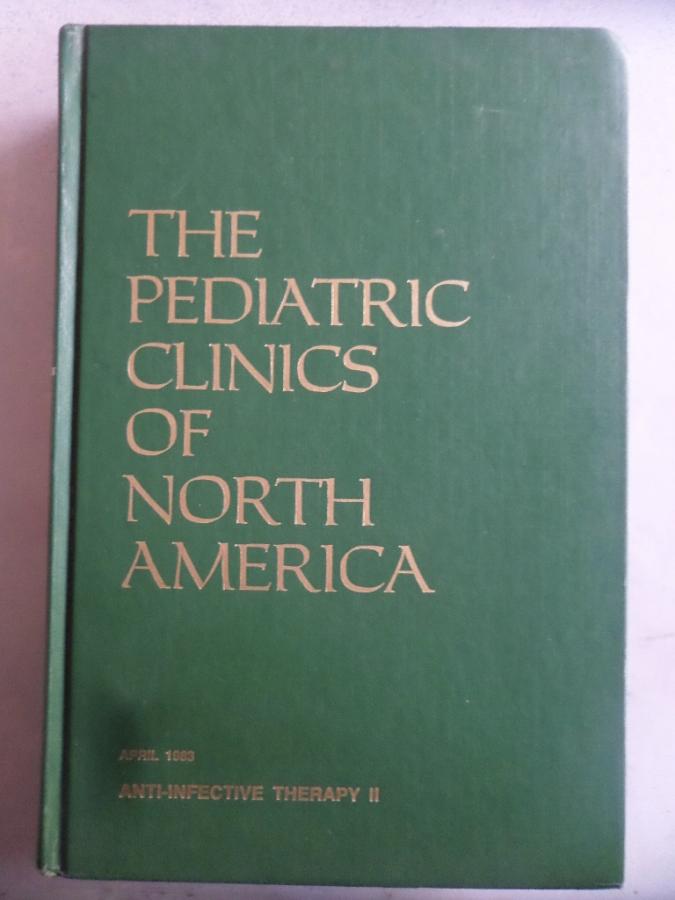 THE
PEDIATRIC
CLINICS
OF
NORTH
AMERICA
APRIL 1983
ANTI-INFECTIVE THERAPY II